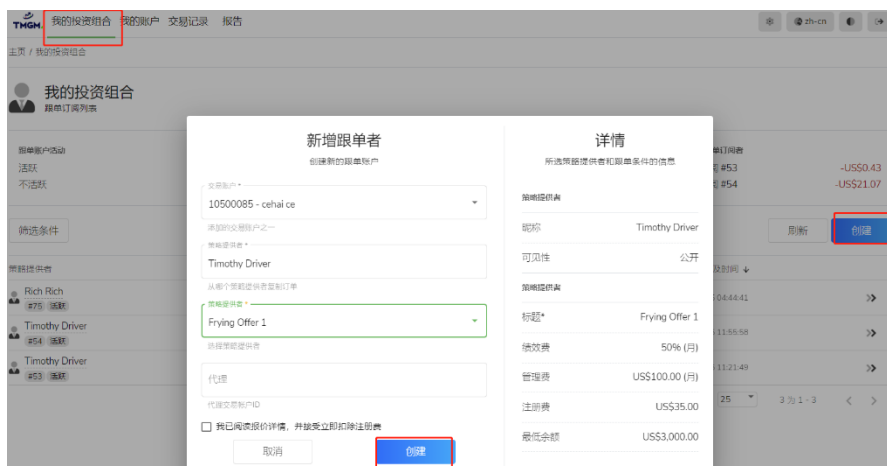 TMGM 我的投资组合 我的账户 交易记录 报告 zh-cn
主页 / 我的投资组合
我的投资组合
跟单订阅列表
跟单账户活动
活跃
不活跃
单订阅者
#53 -US$0.43
#54 -US$21.07
筛选条件 刷新 创建
策略提供者
及时间
Rich Rich
#75 活跃
04:44:41
Timothy Driver
#54 活跃
11:55:58
Timothy Driver
#53 活跃
11:21:49
25 3 为 1 - 3
新增跟单者
创建新的跟单账户
交易账户 *
10500085 - cehai ce
添加的交易账户之一
策略提供者 *
Timothy Driver
从哪个策略提供者复制订单
策略提供者 *
Frying Offer 1
选择策略提供者
代理
代理交易账户ID
我已阅读报价详情，并接受立即扣除注册费
取消 创建
详情
所选策略提供者和跟单条件的信息
策略提供者
昵称 Timothy Driver
可见性 公开
策略提供者
标题* Frying Offer 1
绩效费 50% (月)
管理费 US$100.00 (月)
注册费 US$35.00
最低余额 US$3,000.00